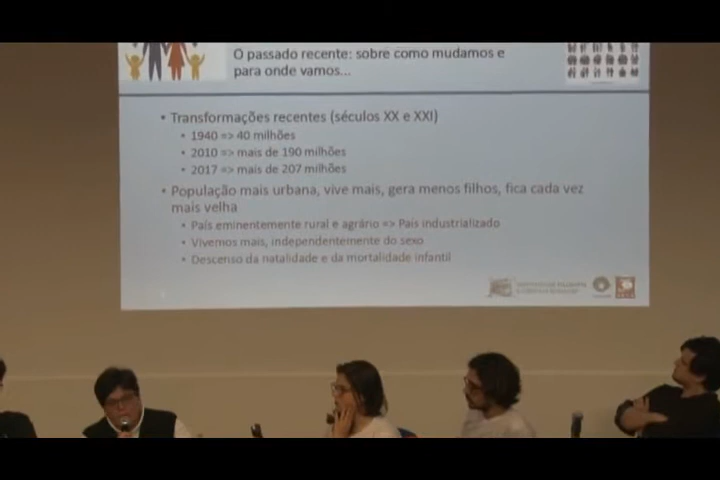 O passado recente: sobre como mudamos e
para onde vamos...
• Transformações recentes (séculos XX e XXI)
• 1940 => 40 milhões
• 2010 => mais de 190 milhões
• 2017 => mais de 207 milhões
• População mais urbana, vive mais, gera menos filhos, fica cada vez
mais velha
• País eminentemente rural e agrário => País industrializado
• Vivemos mais, independentemente do sexo
• Descenso da natalidade e da mortalidade infantil